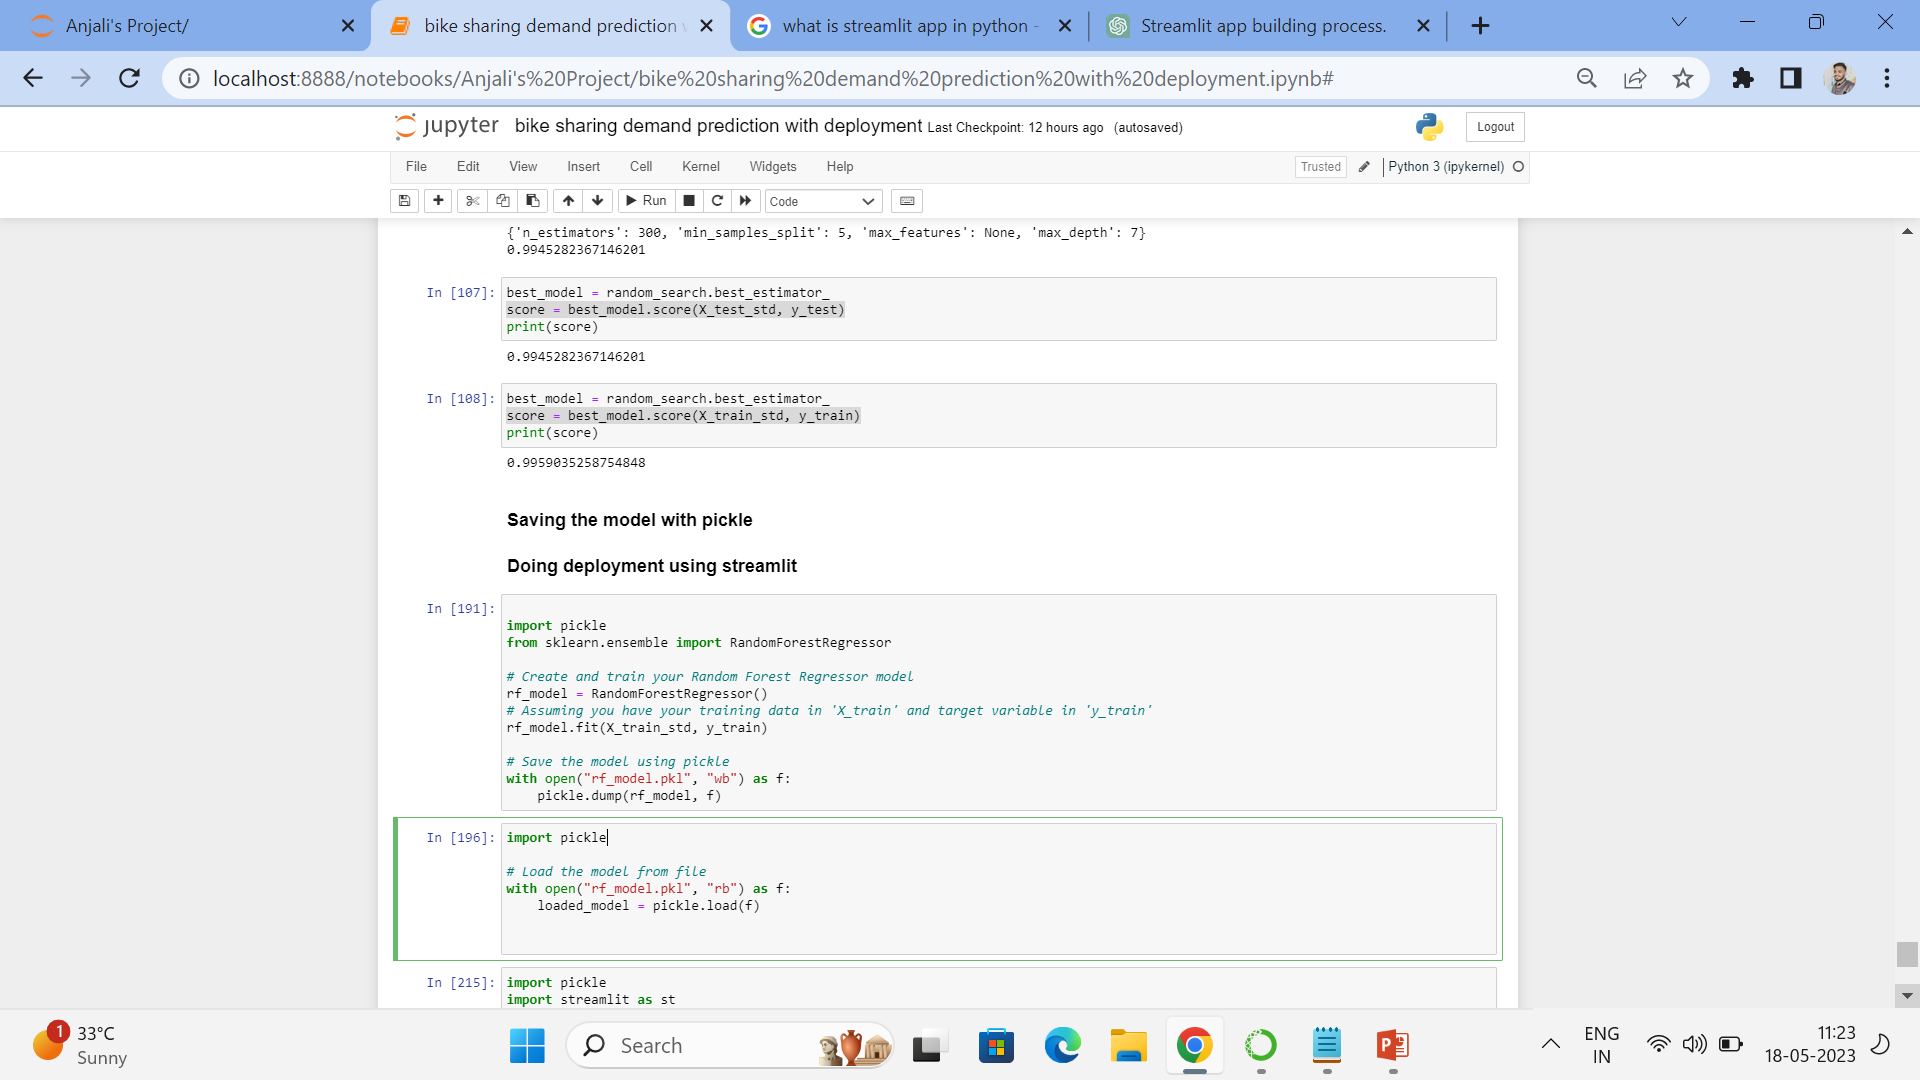 Anjali's Project/
bike sharing demand prediction
what is streamlit app in python -
Streamlit app building process.
localhost:8888/notebooks/Anjali's%20Project/bike%20sharing%20demand%20prediction%20with%20deployment.ipynb#
jupyter bike sharing demand prediction with deployment Last Checkpoint: 12 hours ago (autosaved)
Logout
File Edit View Insert Cell Kernel Widgets Help
Trusted Python 3 (ipykernel)
Run Code
{'n_estimators': 300, 'min_samples_split': 5, 'max_features': None, 'max_depth': 7}
0.9945282367146201
In [107]: best_model = random_search.best_estimator_
score = best_model.score(X_test_std, y_test)
print(score)
0.9945282367146201
In [108]: best_model = random_search.best_estimator_
score = best_model.score(X_train_std, y_train)
print(score)
0.9959035258754848
Saving the model with pickle
Doing deployment using streamlit
In [191]:
import pickle
from sklearn.ensemble import RandomForestRegressor
# Create and train your Random Forest Regressor model
rf_model = RandomForestRegressor()
# Assuming you have your training data in 'X_train' and target variable in 'y_train'
rf_model.fit(X_train_std, y_train)
# Save the model using pickle
with open("rf_model.pkl", "wb") as f:
    pickle.dump(rf_model, f)
In [196]: import pickle
# Load the model from file
with open("rf_model.pkl", "rb") as f:
    loaded_model = pickle.load(f)
In [215]: import pickle
import streamlit as st
1
33°C
Sunny
Search
ENG
IN
11:23
18-05-2023